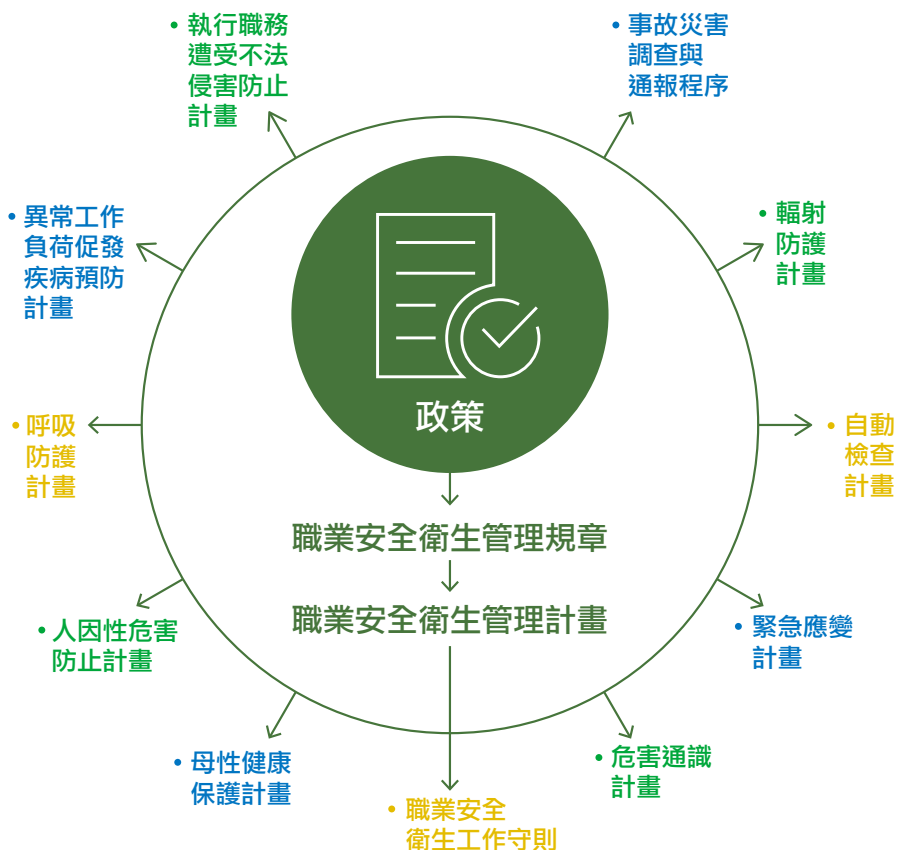 • 執行職務
遭受不法
侵害防止
計畫
• 事故災害
調查與
通報程序
• 異常工作
負荷促發
疾病預防
計畫
• 輻射
防護
計畫
政策
• 呼吸
防護
計畫
• 自動
檢查
計畫
職業安全衛生管理規章
職業安全衛生管理計畫
• 人因性危害
防止計畫
• 緊急應變
計畫
• 母性健康
保護計畫
• 危害通識
計畫
• 職業安全
衛生工作守則